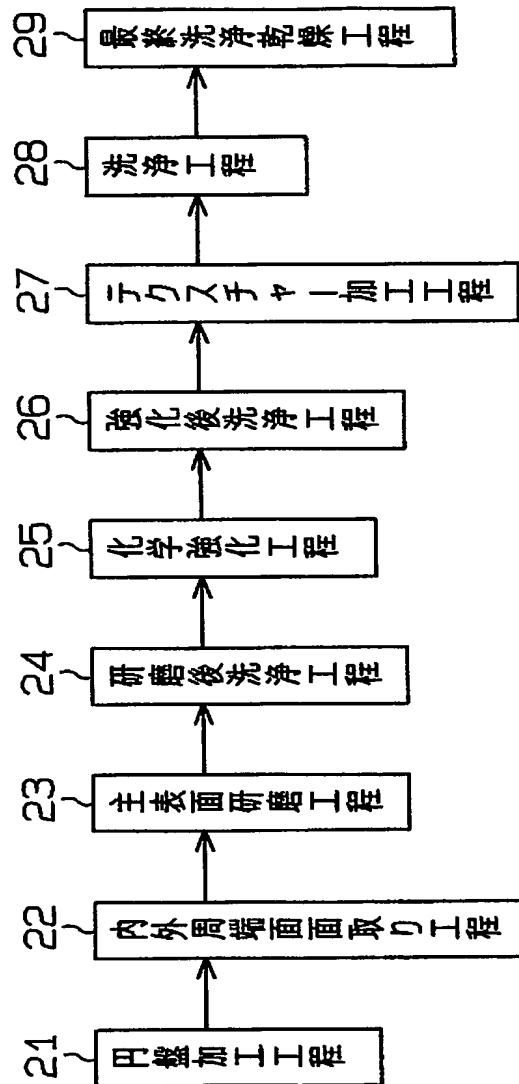 21
円盤加工工程
22
内外周端面面取り工程
23
主表面研磨工程
24
研磨後洗浄工程
25
化学強化工程
26
強化後洗浄工程
27
テクスチャー加工工程
28
洗浄工程
29
最終洗浄乾燥工程